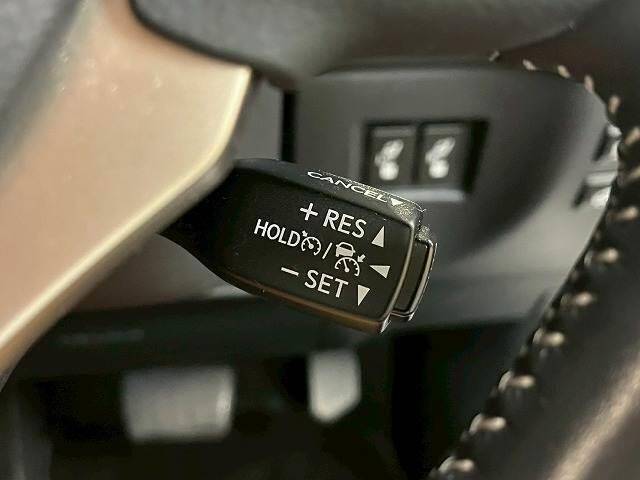 CANCEL▼
+ RES ▲
HOLD /
− SET ▽